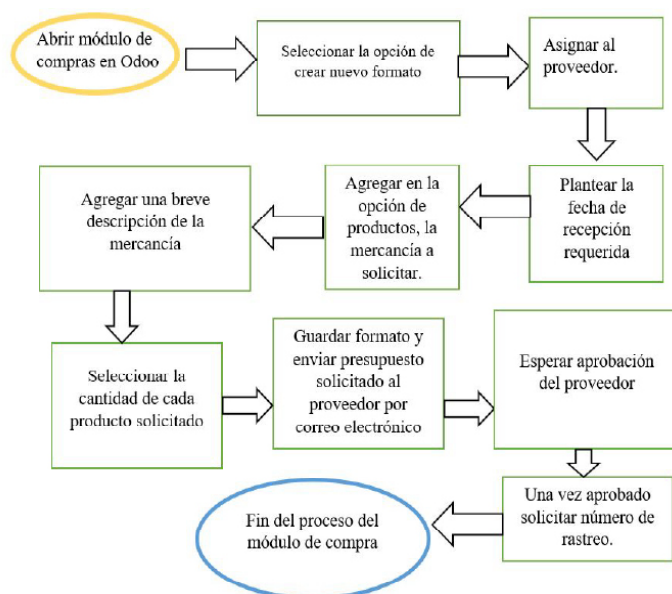 Abrir módulo de
compras en Odoo
Seleccionar la opción de
crear nuevo formato
Asignar al
proveedor.
Plantear la
fecha de
recepción
requerida
Agregar en la
opción de
productos, la
mercancía a
solicitar.
Agregar una breve
descripción de la
mercancía
Seleccionar la
cantidad de cada
producto solicitado
Guardar formato y
enviar presupuesto
solicitado al
proveedor por
correo electrónico
Esperar aprobación
del proveedor
Una vez aprobado
solicitar número de
rastreo.
Fin del proceso del
módulo de compra